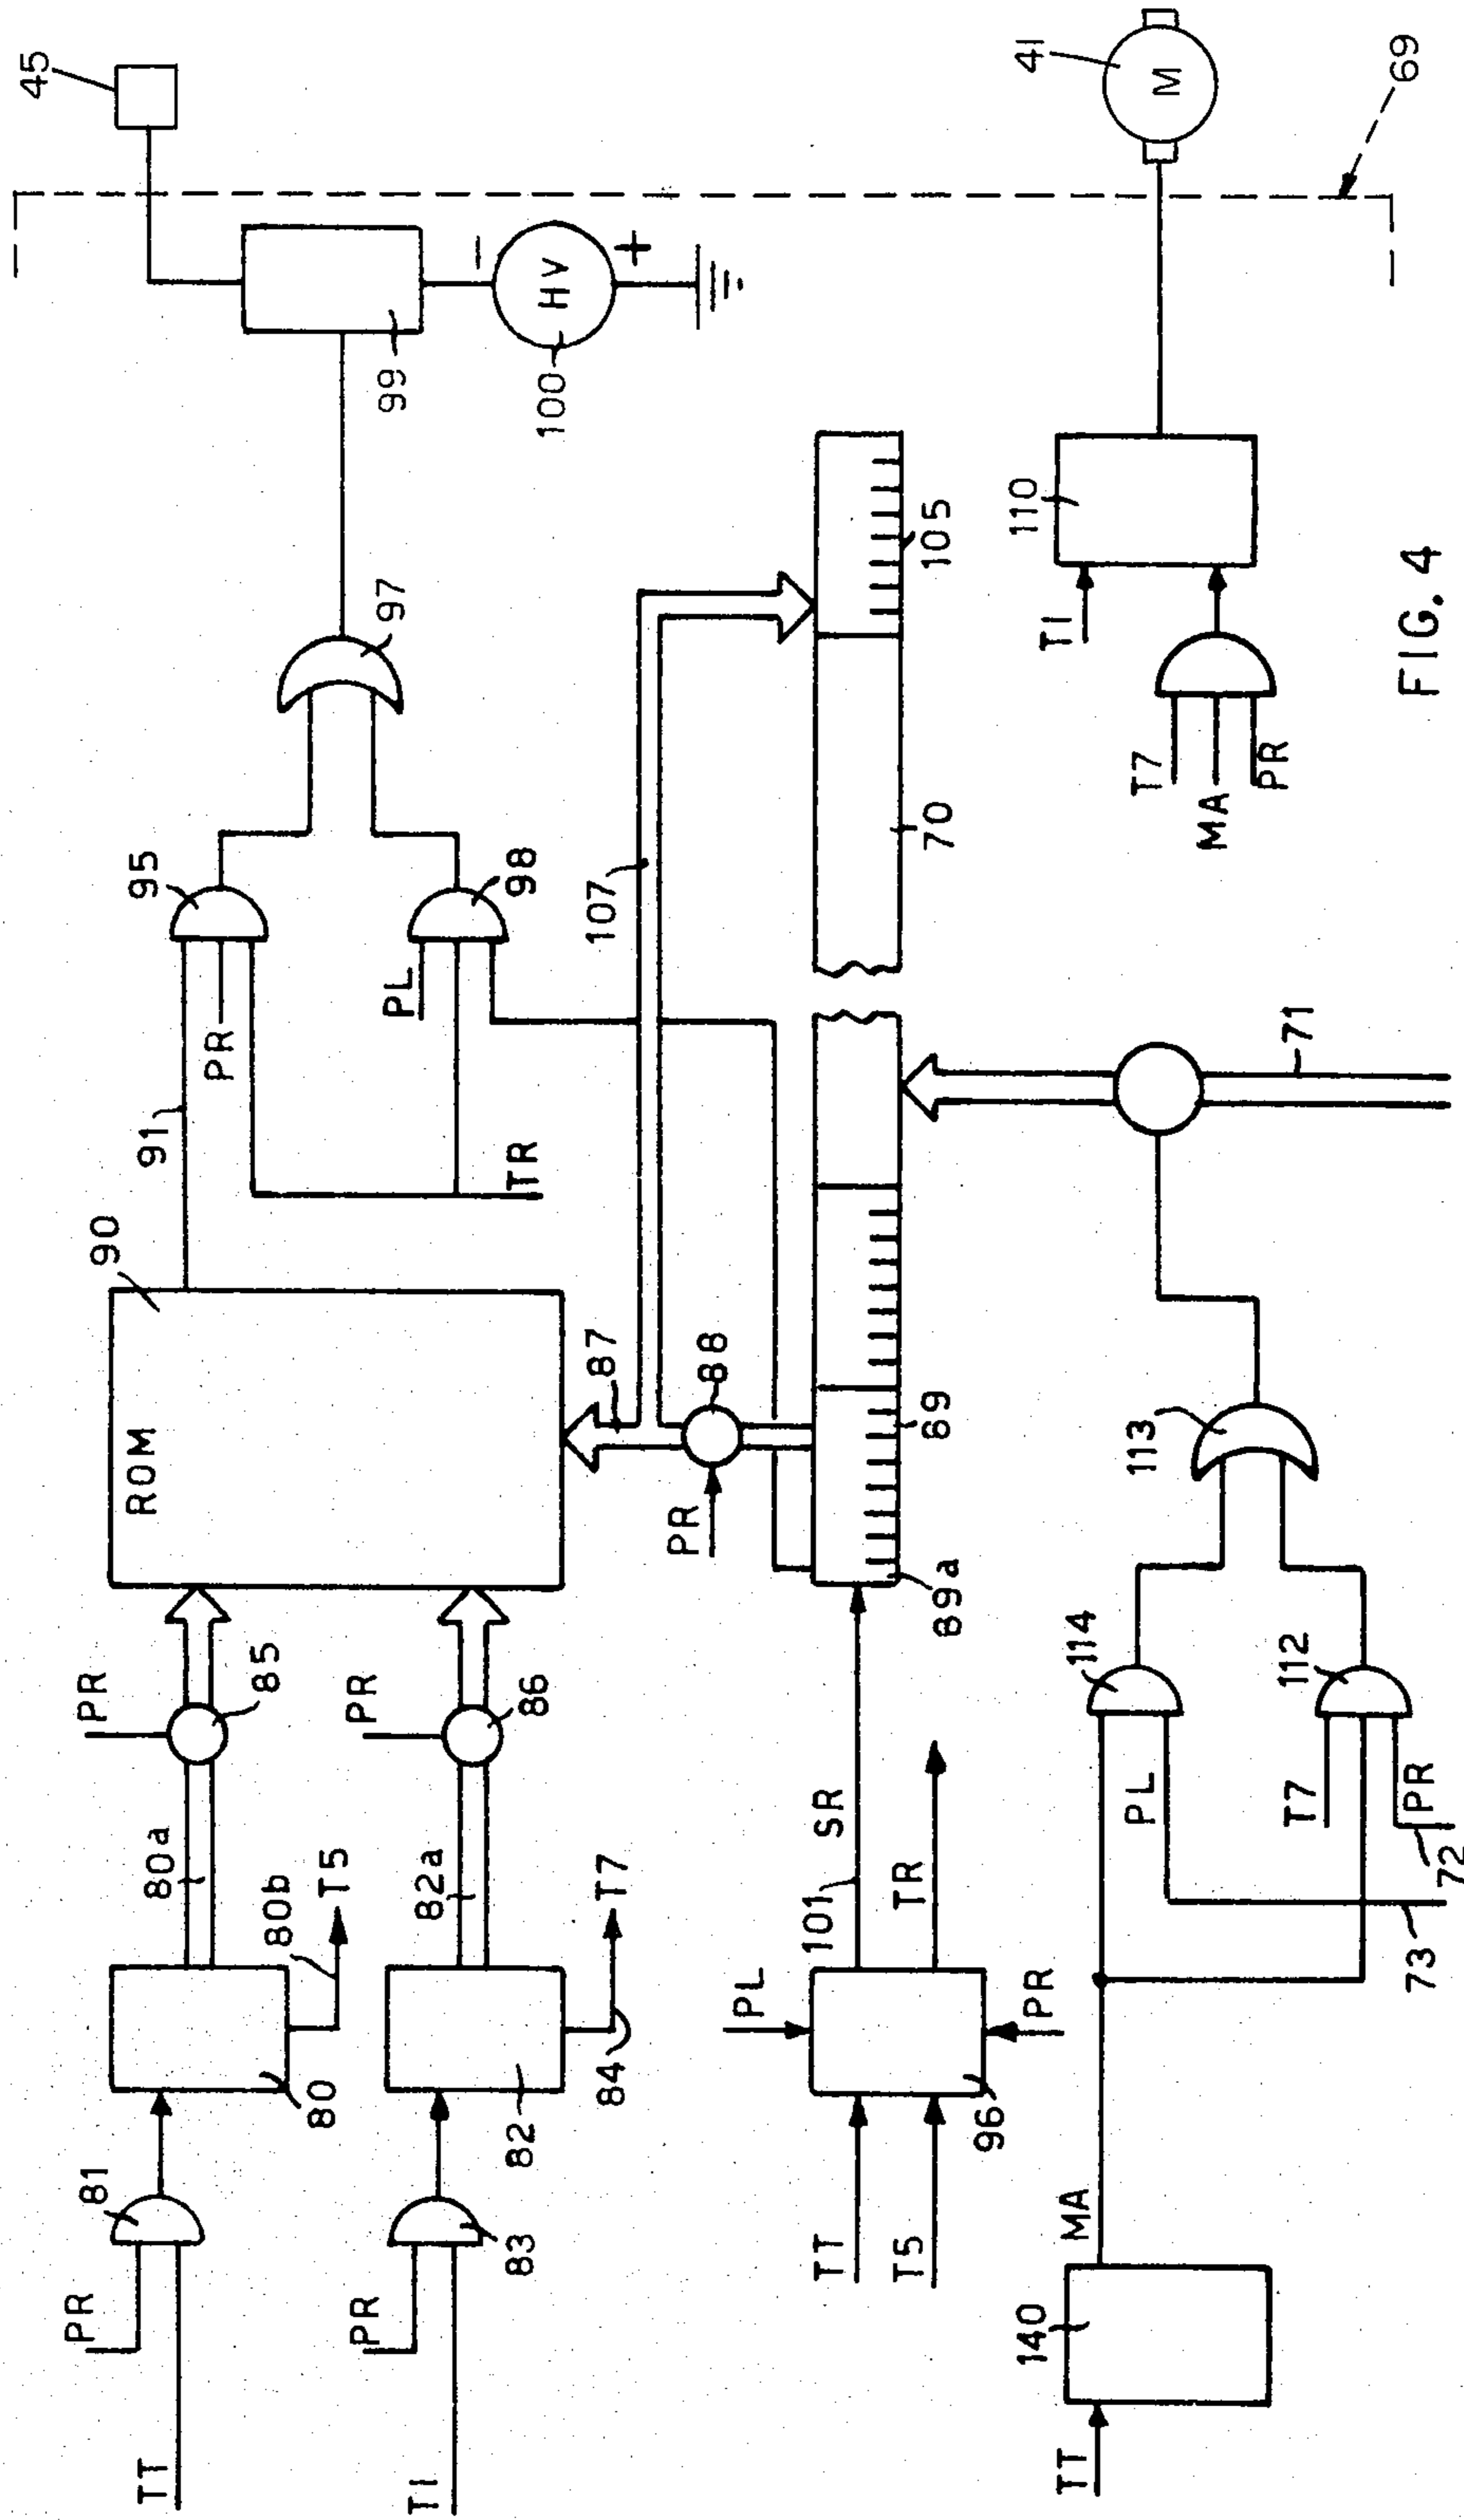 45
41
M
69
99
HV
-
+
100
97
95
PR
98
PL
91
TR
107
105
70
110
T1
T7
MA
PR
FIG. 4
90
ROM
87
88
PR
89
89a
71
PR
85
PR
86
80a
80b
T5
82a
T7
84
80
82
81
83
PR
TT
PR
T1
101
SR
TR
PL
PR
96
TT
T5
113
114
112
PL
T7
PR
72
73
MA
140
TT